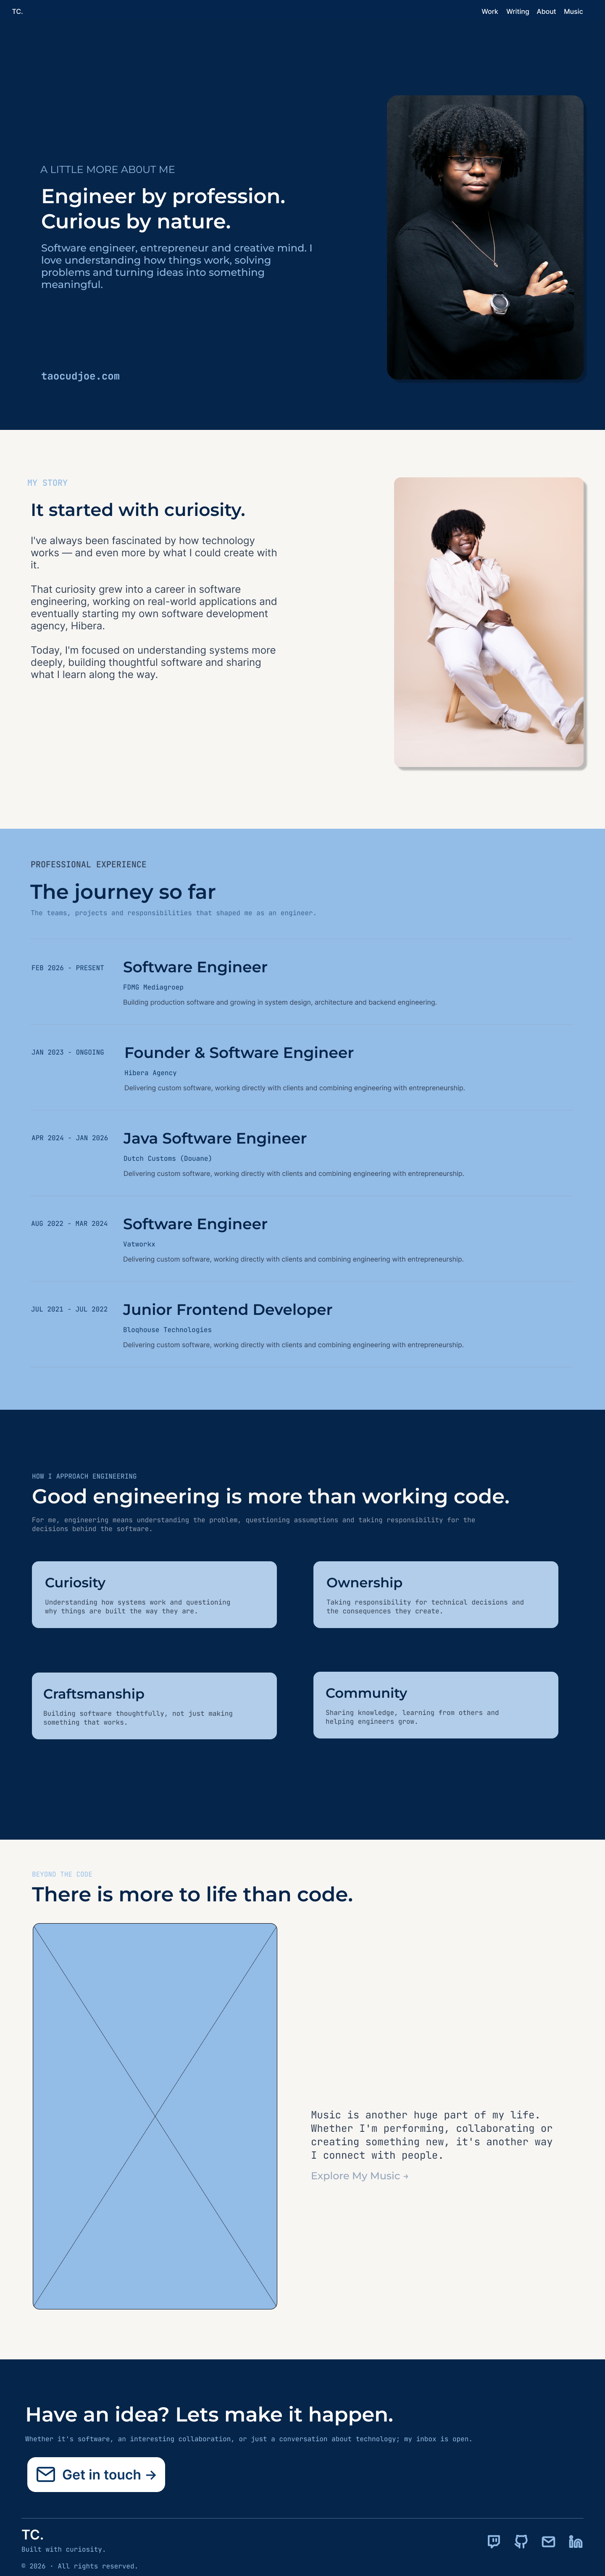 TC.
Work Writing About Music
A LITTLE MORE AB0UT ME
Engineer by profession.
Curious by nature.
Software engineer, entrepreneur and creative mind. I
love understanding how things work, solving
problems and turning ideas into something
meaningful.
taocudjoe.com
MY STORY
It started with curiosity.
I've always been fascinated by how technology
works — and even more by what I could create with
it.
That curiosity grew into a career in software
engineering, working on real-world applications and
eventually starting my own software development
agency, Hibera.
Today, I'm focused on understanding systems more
deeply, building thoughtful software and sharing
what I learn along the way.
PROFESSIONAL EXPERIENCE
The journey so far
The teams, projects and responsibilities that shaped me as an engineer.
FEB 2026 - PRESENT
Software Engineer
FDMG Mediagroep
Building production software and growing in system design, architecture and backend engineering.
JAN 2023 - ONGOING
Founder & Software Engineer
Hibera Agency
Delivering custom software, working directly with clients and combining engineering with entrepreneurship.
APR 2024 - JAN 2026
Java Software Engineer
Dutch Customs (Douane)
Delivering custom software, working directly with clients and combining engineering with entrepreneurship.
AUG 2022 - MAR 2024
Software Engineer
Vatworkx
Delivering custom software, working directly with clients and combining engineering with entrepreneurship.
JUL 2021 - JUL 2022
Junior Frontend Developer
Bloqhouse Technologies
Delivering custom software, working directly with clients and combining engineering with entrepreneurship.
HOW I APPROACH ENGINEERING
Good engineering is more than working code.
For me, engineering means understanding the problem, questioning assumptions and taking responsibility for the
decisions behind the software.
Curiosity
Understanding how systems work and questioning
why things are built the way they are.
Ownership
Taking responsibility for technical decisions and
the consequences they create.
Craftsmanship
Building software thoughtfully, not just making
something that works.
Community
Sharing knowledge, learning from others and
helping engineers grow.
BEYOND THE CODE
There is more to life than code.
Music is another huge part of my life.
Whether I'm performing, collaborating or
creating something new, it's another way
I connect with people.
Explore My Music →
Have an idea? Lets make it happen.
Whether it's software, an interesting collaboration, or just a conversation about technology; my inbox is open.
Get in touch →
TC.
Built with curiosity.
© 2026 · All rights reserved.